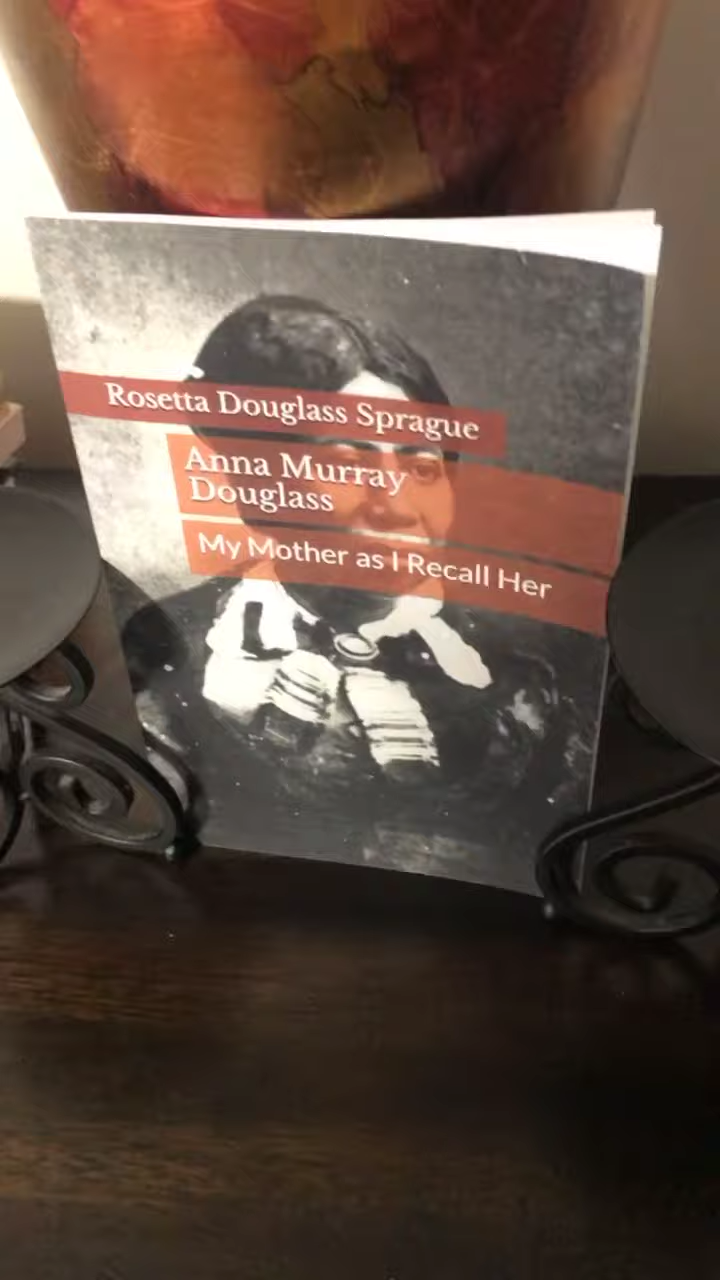 Rosetta Douglass Sprague
Anna Murray
Douglass
My Mother as I Recall Her